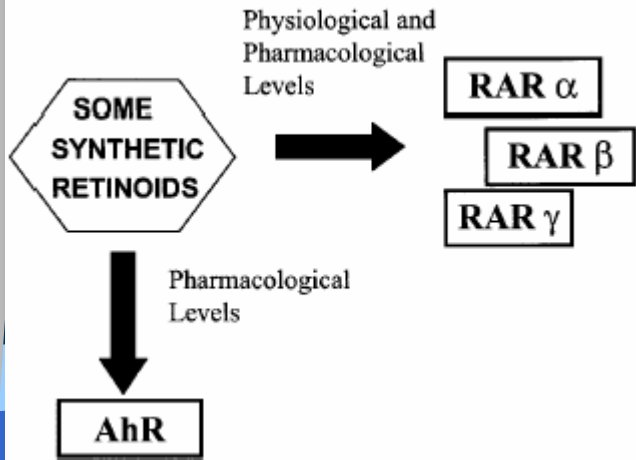 Physiological and
Pharmacological
Levels
SOME
SYNTHETIC
RETINOIDS
RAR α
RAR β
RAR γ
Pharmacological
Levels
AhR